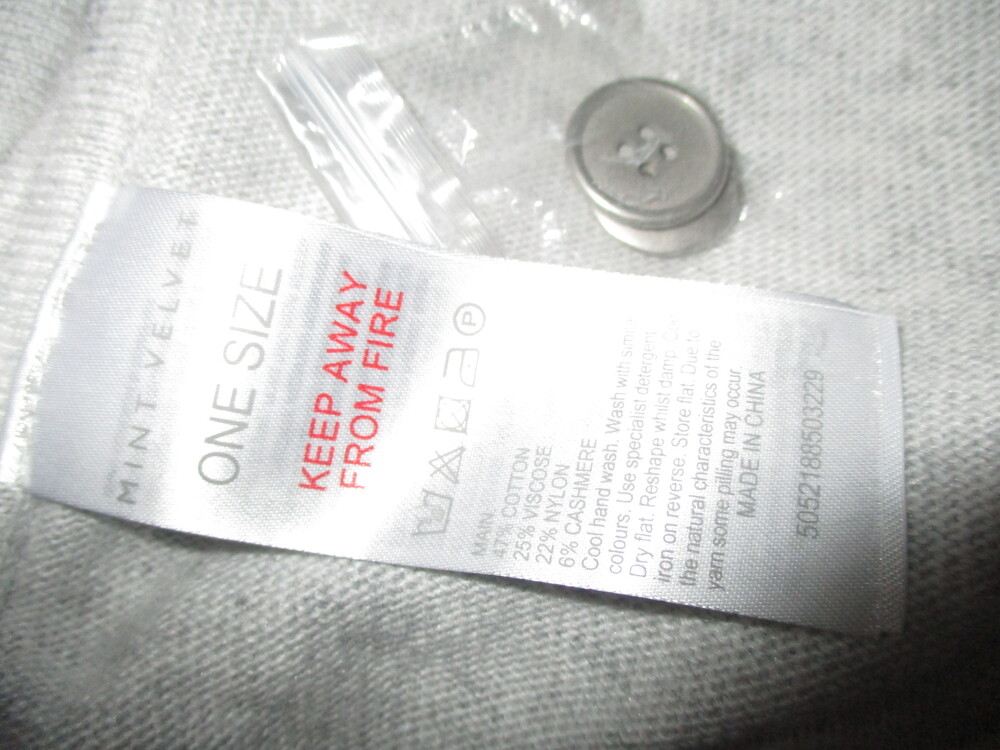 MINT VELVET
ONE SIZE
KEEP AWAY
FROM FIRE
P
MAIN
47% COTTON
25% VISCOSE
22% NYLON
6% CASHMERE
Cool hand wash. Wash with similar
colours. Use specialist detergent.
Dry flat. Reshape whilst damp.
iron on reverse. Store flat. Due to
the natural characteristics of the
yarn some pilling may occur.
MADE IN CHINA
5052188503229